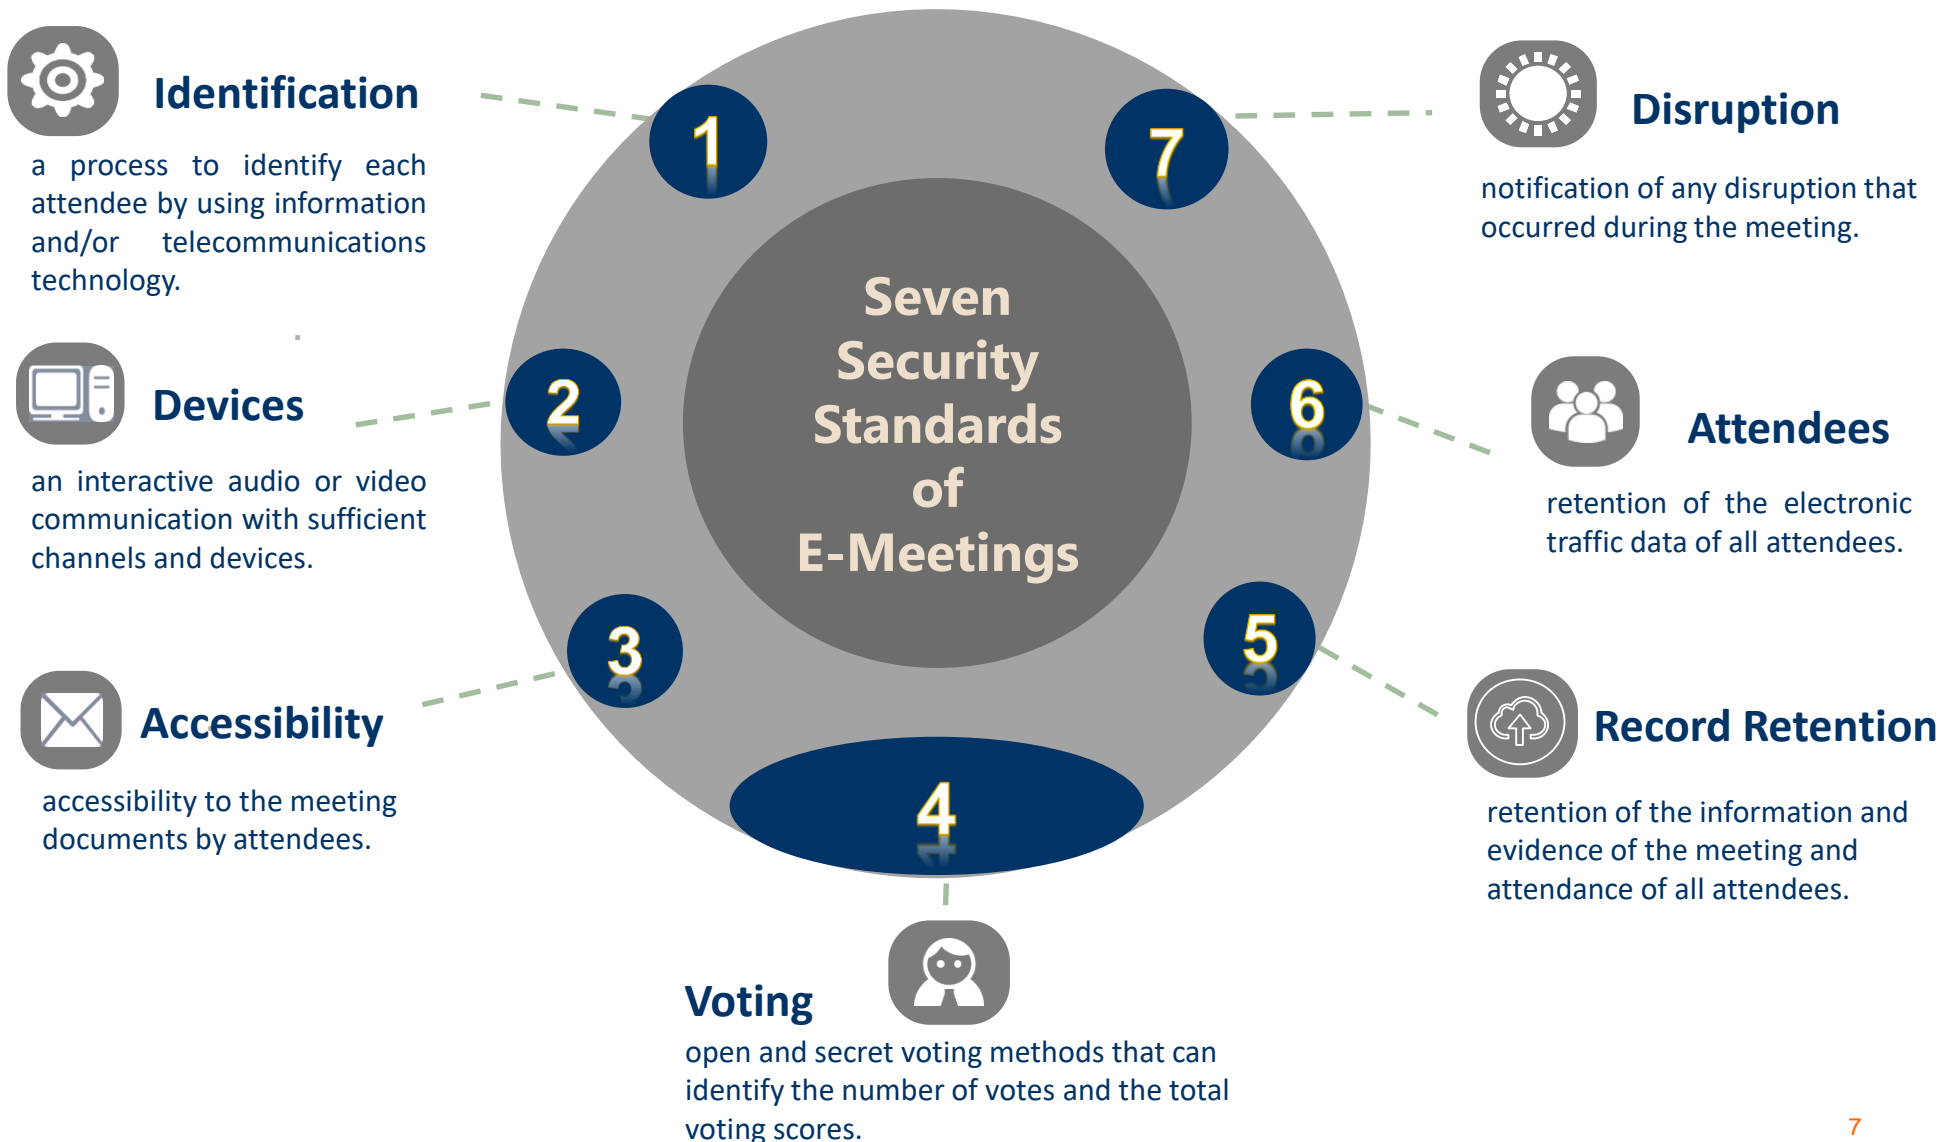 Identification
a process to identify each
attendee by using information
and/or telecommunications
technology.
.
Devices
an interactive audio or video
communication with sufficient
channels and devices.
Accessibility
accessibility to the meeting
documents by attendees.
1
2
3
4
5
6
7
Seven
Security
Standards
of
E-Meetings
Voting
open and secret voting methods that can
identify the number of votes and the total
voting scores.
Disruption
notification of any disruption that
occurred during the meeting.
Attendees
retention of the electronic
traffic data of all attendees.
Record Retention
retention of the information and
evidence of the meeting and
attendance of all attendees.
7